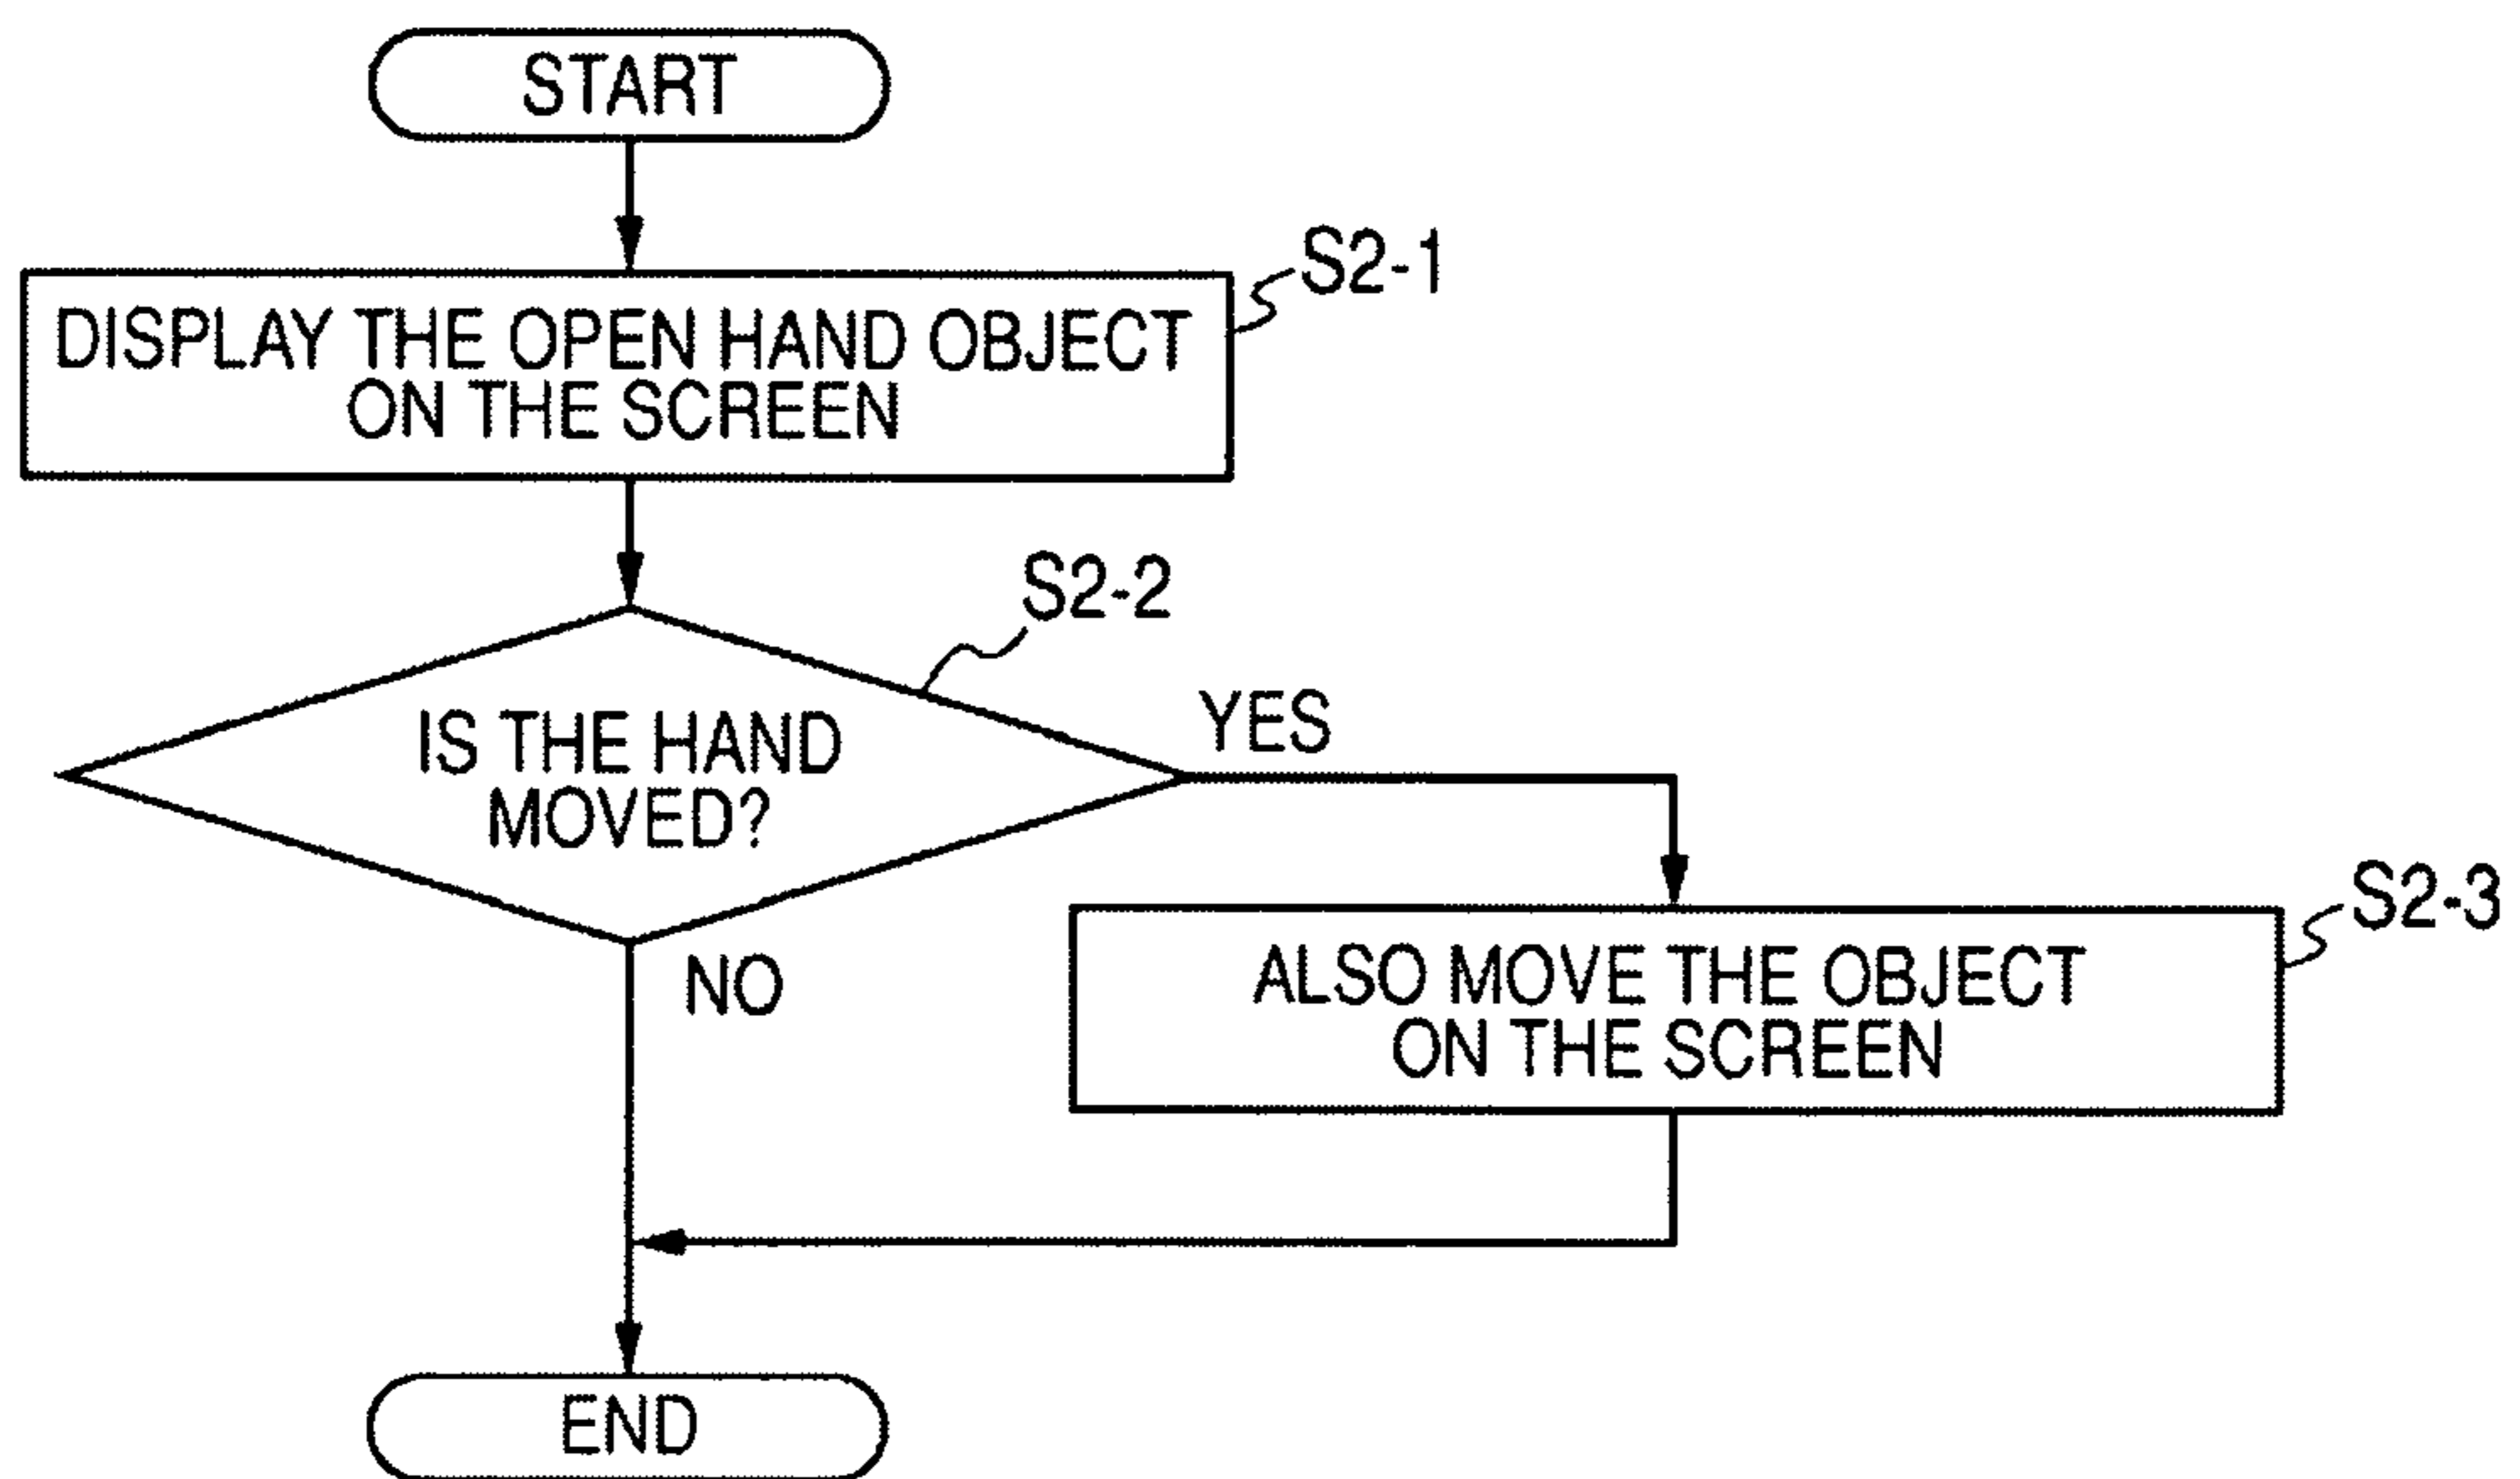 START
S2-1
DISPLAY THE OPEN HAND OBJECT
ON THE SCREEN
S2-2
IS THE HAND
MOVED?
YES
NO
S2-3
ALSO MOVE THE OBJECT
ON THE SCREEN
END